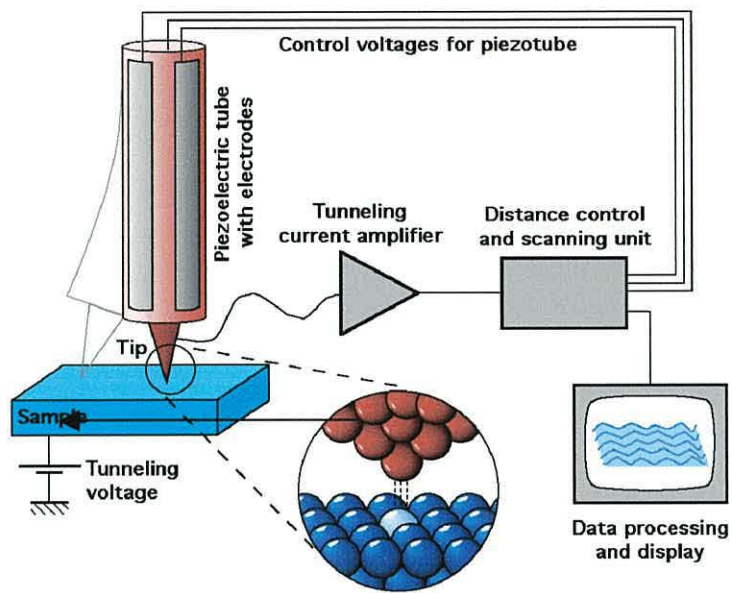 Control voltages for piezotube
Piezoelectric tube
with electrodes
Tunneling
current amplifier
Distance control
and scanning unit
Tip
Sample
Tunneling
voltage
Data processing
and display